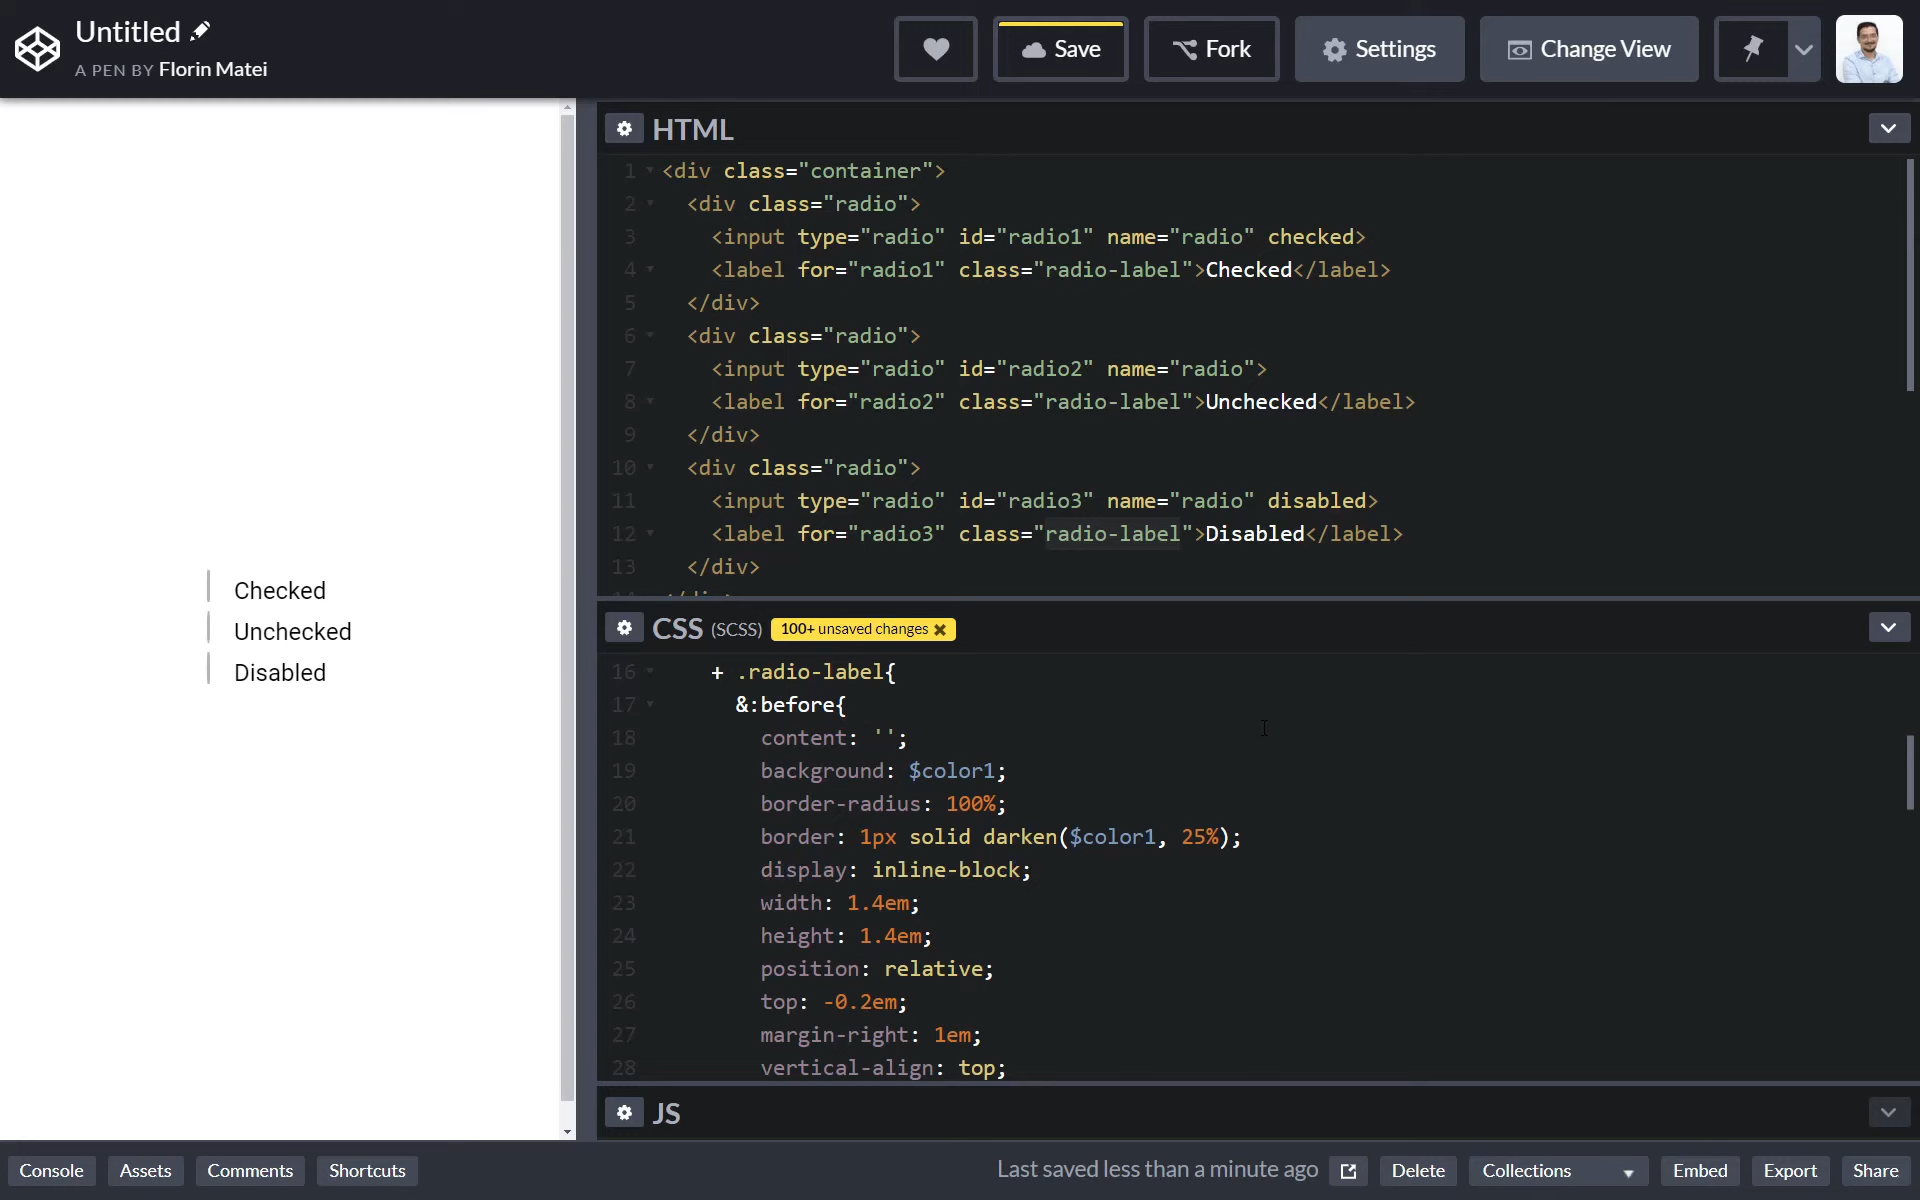 Untitled
A PEN BY Florin Matei
Save
Fork
Settings
Change View
Checked
Unchecked
Disabled
HTML
1 <div class="container">
2 <div class="radio">
3 <input type="radio" id="radio1" name="radio" checked>
4 <label for="radio1" class="radio-label">Checked</label>
5 </div>
6 <div class="radio">
7 <input type="radio" id="radio2" name="radio">
8 <label for="radio2" class="radio-label">Unchecked</label>
9 </div>
10 <div class="radio">
11 <input type="radio" id="radio3" name="radio" disabled>
12 <label for="radio3" class="radio-label">Disabled</label>
13 </div>
CSS (SCSS) 100+ unsaved changes
16 + .radio-label{
17 &:before{
18 content: '';
19 background: $color1;
20 border-radius: 100%;
21 border: 1px solid darken($color1, 25%);
22 display: inline-block;
23 width: 1.4em;
24 height: 1.4em;
25 position: relative;
26 top: -0.2em;
27 margin-right: 1em;
28 vertical-align: top;
JS
Console
Assets
Comments
Shortcuts
Last saved less than a minute ago
Delete
Collections
Embed
Export
Share